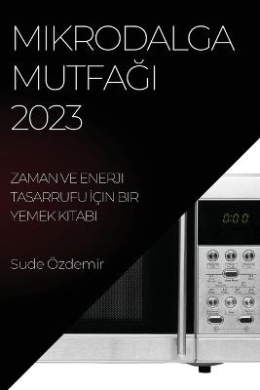 MIKRODALGA
MUTFAĞI
2023
ZAMAN VE ENERJI
TASARRUFU İÇIN BIR
YEMEK KITABI
Sude Özdemir
0:00